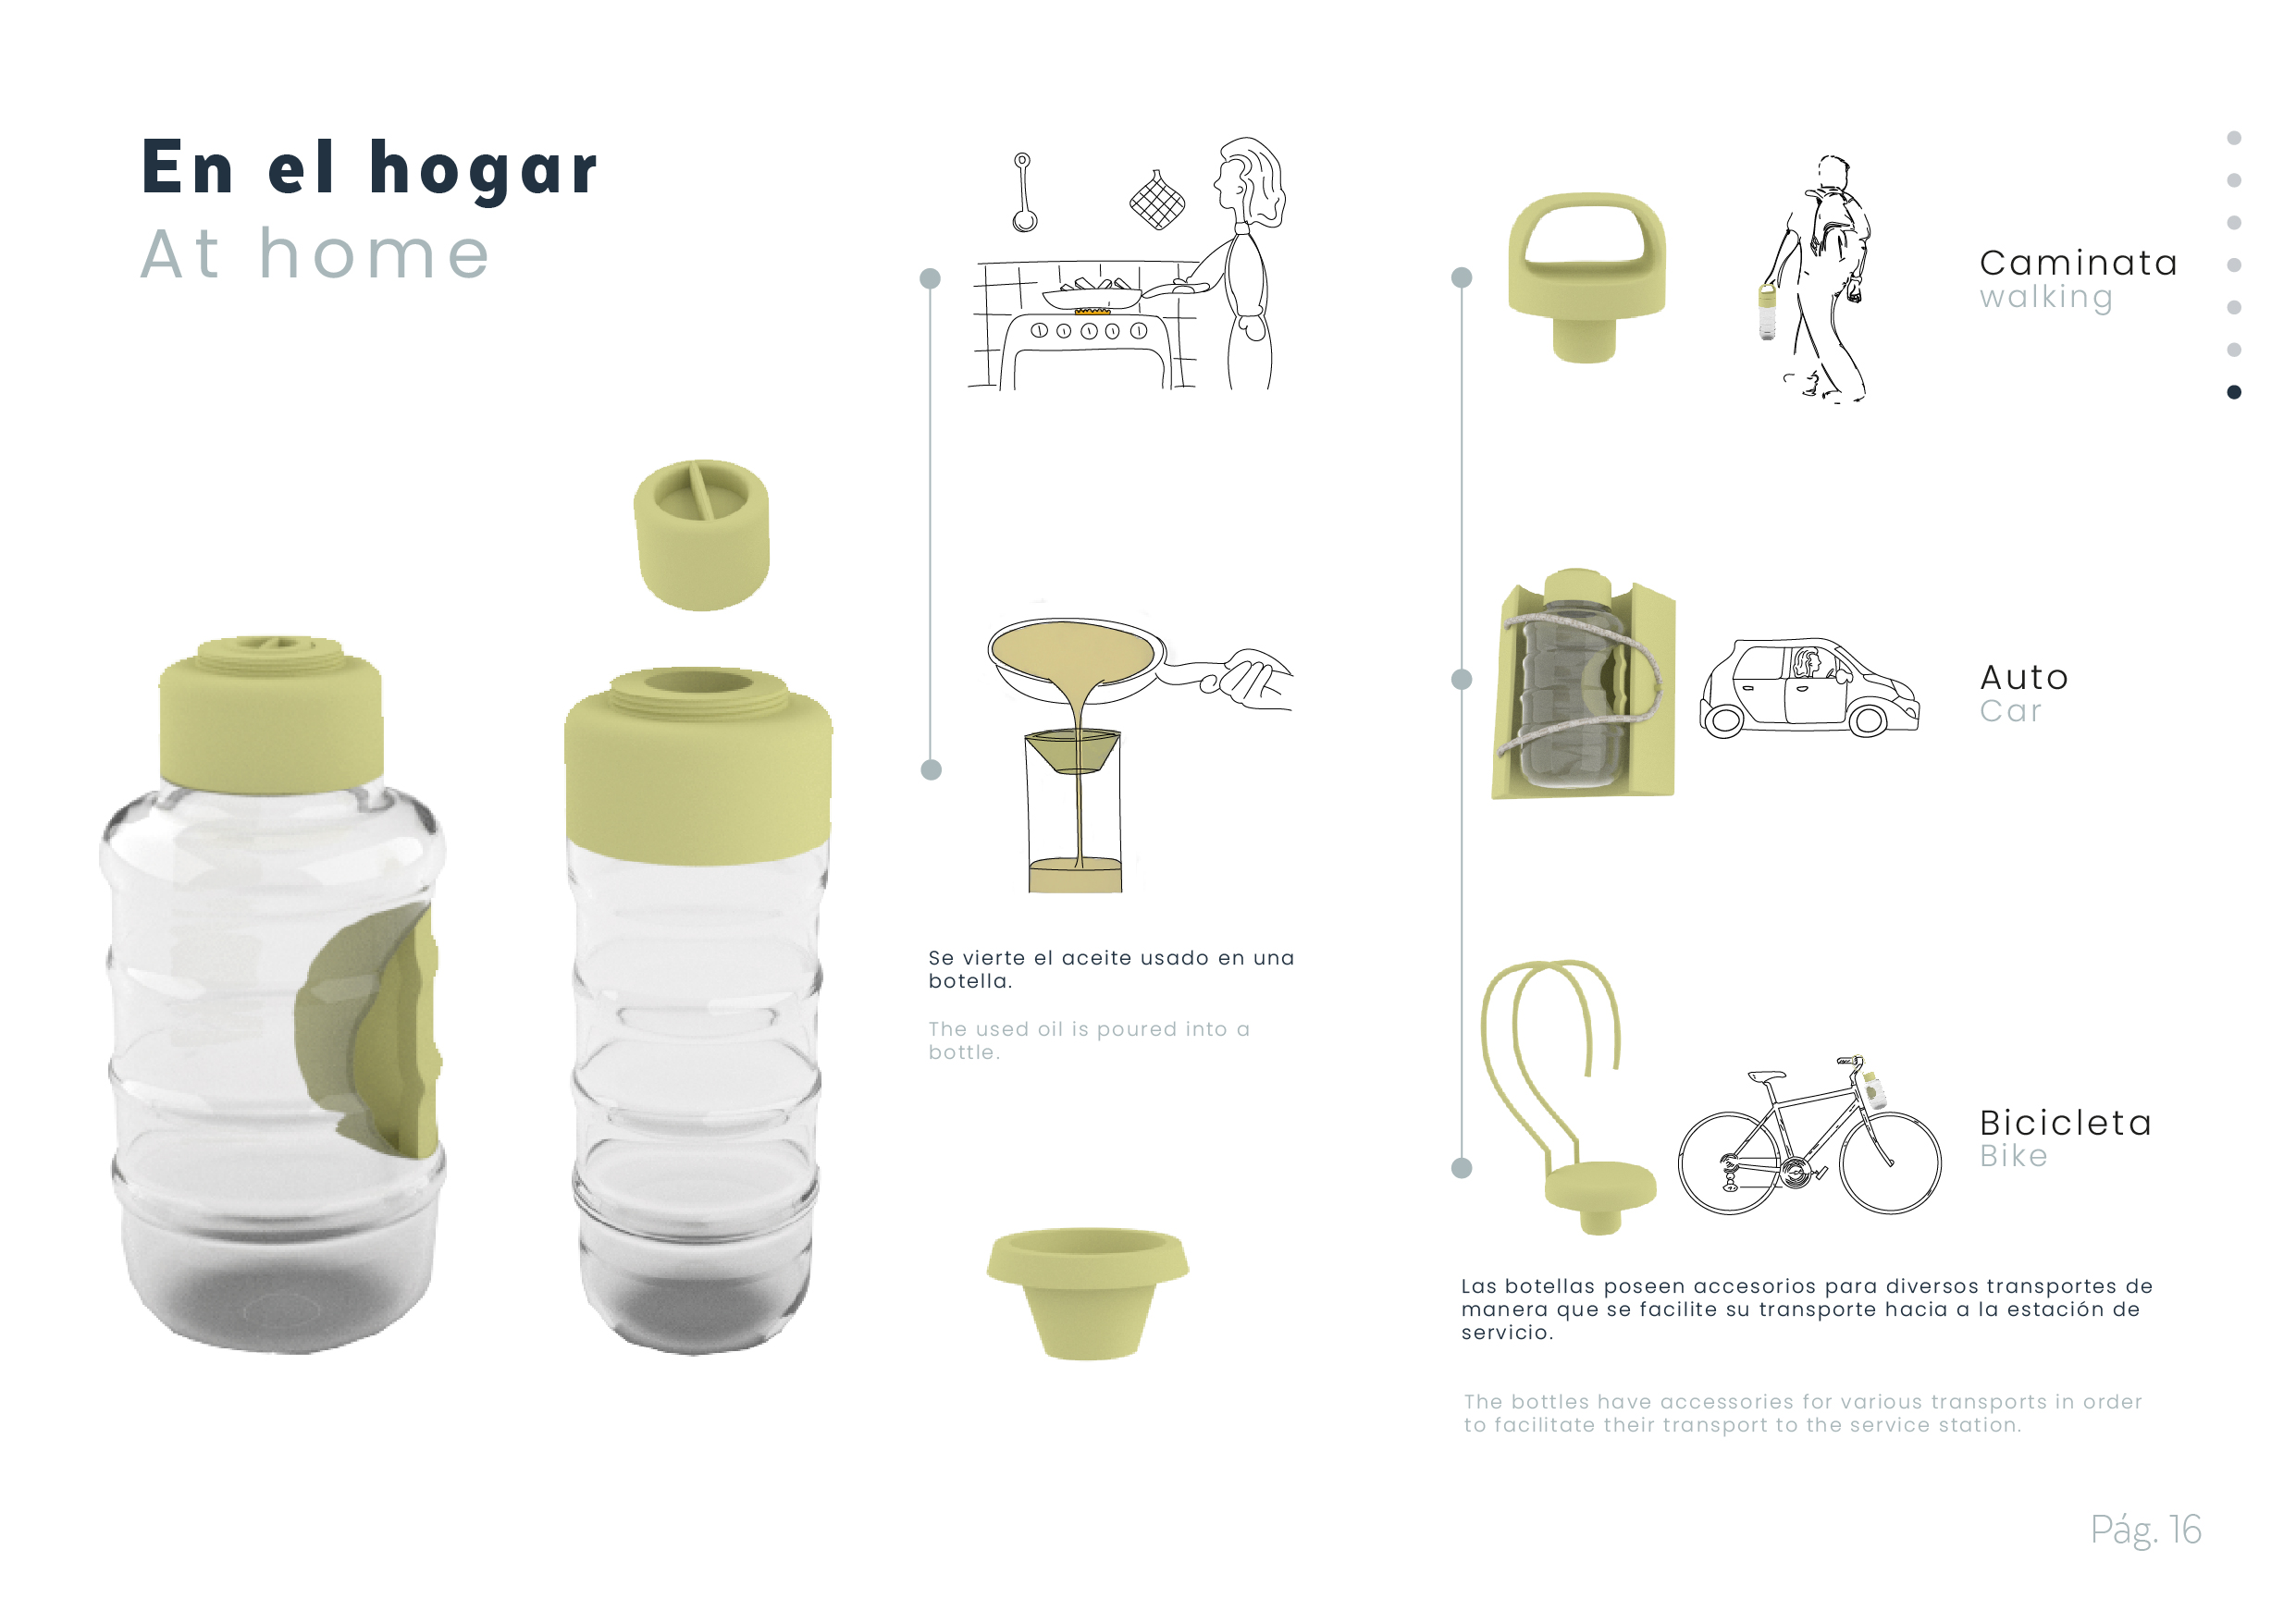 En el hogar
At home
Se vierte el aceite usado en una
botella.
The used oil is poured into a
bottle.
Caminata
walking
Auto
Car
Bicicleta
Bike
Las botellas poseen accesorios para diversos transportes de
manera que se facilite su transporte hacia a la estación de
servicio.
The bottles have accessories for various transports in order
to facilitate their transport to the service station.
Pág. 16